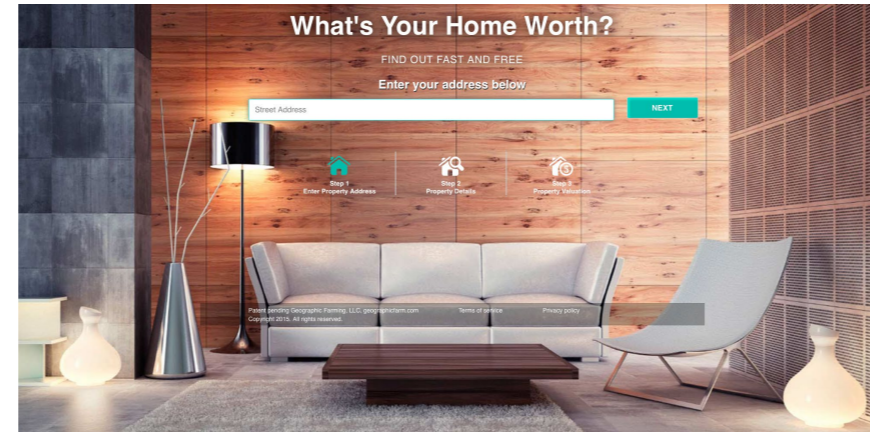 What's Your Home Worth?
FIND OUT FAST AND FREE
Enter your address below
Street Address
NEXT
Step 1
Enter Property Address
Step 2
Property Details
Step 3
Property Valuation
Patent pending Geographic Farming, LLC. geographicfarm.com
Terms of service
Privacy policy
Copyright 2015. All rights reserved.